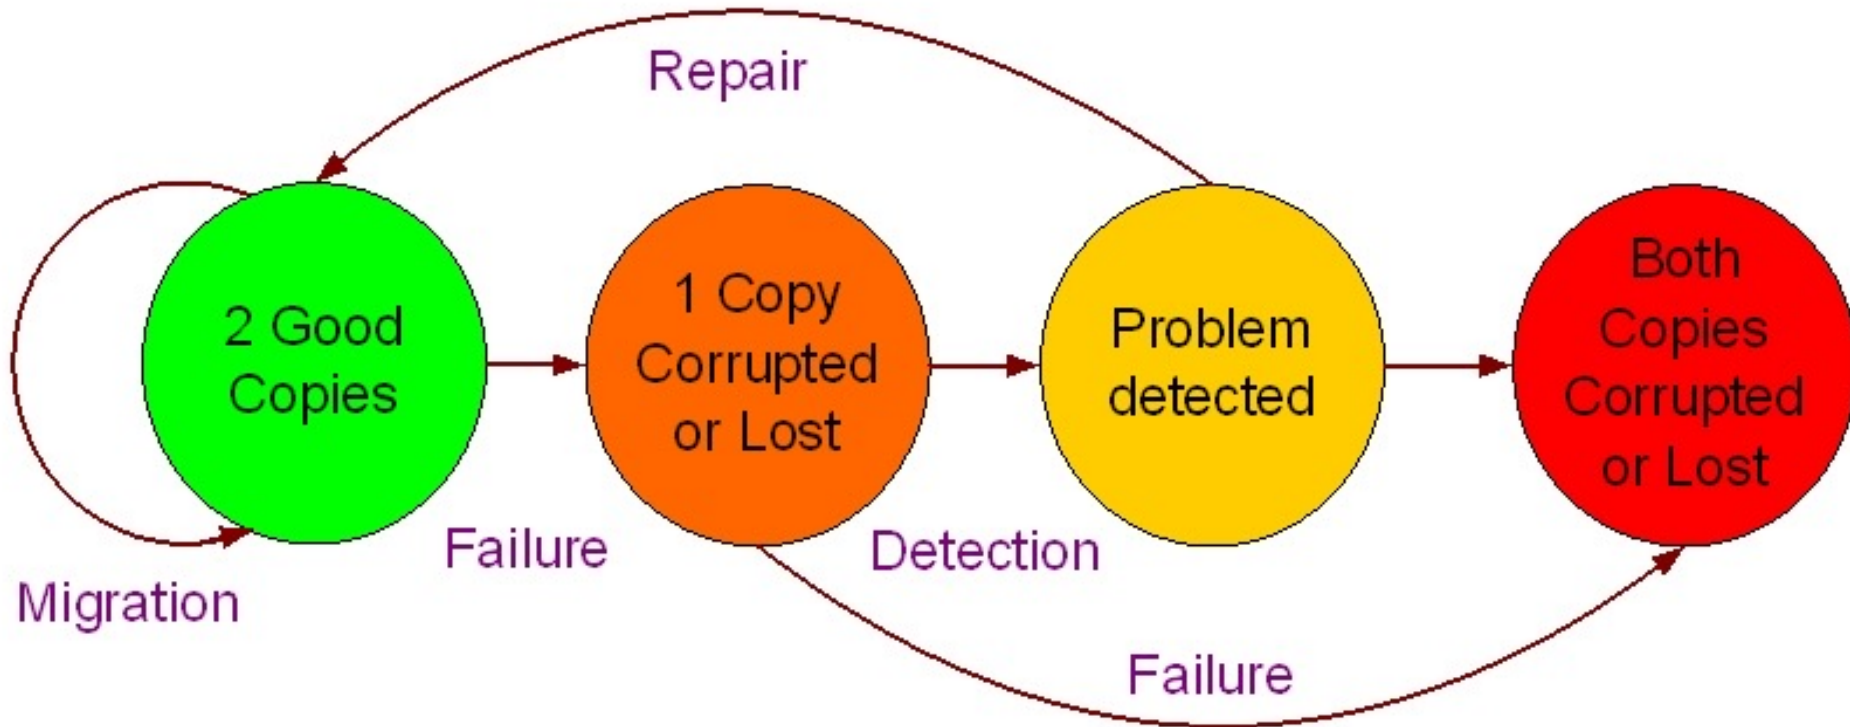 Repair
2 Good
Copies
1 Copy
Corrupted
or Lost
Problem
detected
Both
Copies
Corrupted
or Lost
Migration
Failure
Detection
Failure